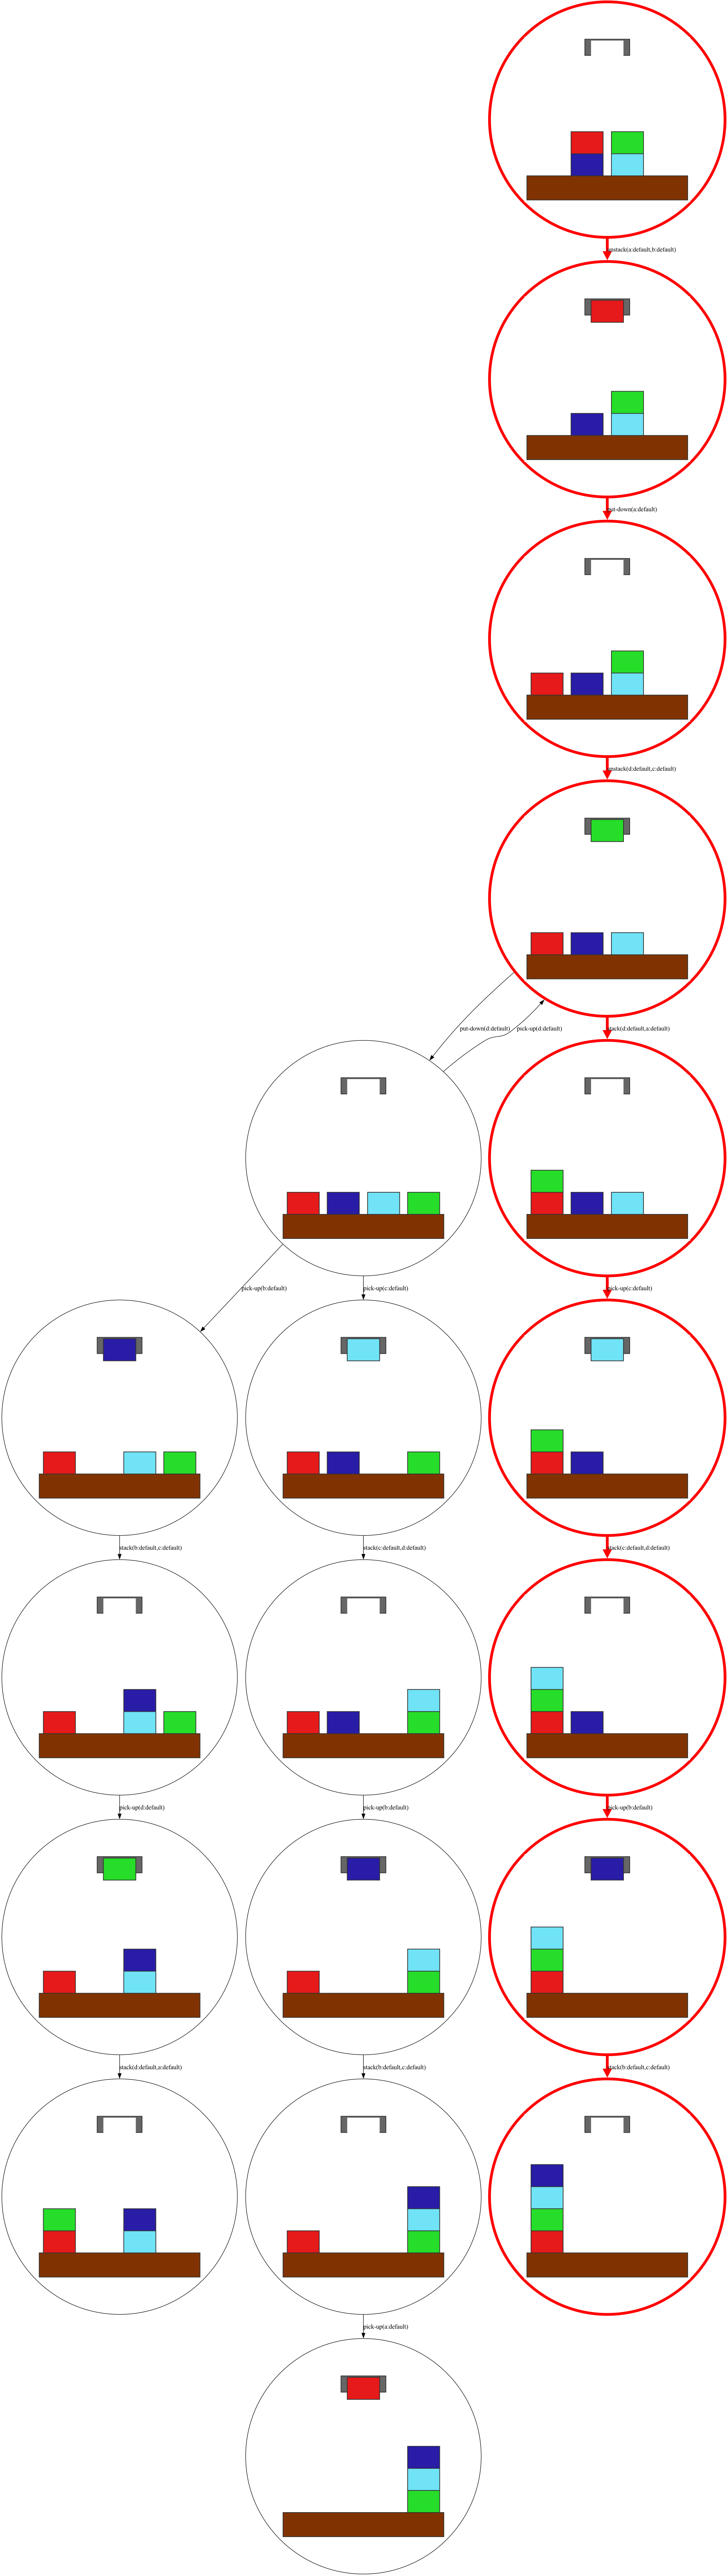 unstack(a:default,b:default)
put-down(a:default)
unstack(d:default,c:default)
put-down(d:default)
pick-up(d:default)
stack(d:default,a:default)
pick-up(b:default)
pick-up(c:default)
pick-up(c:default)
stack(b:default,c:default)
stack(c:default,d:default)
stack(c:default,d:default)
pick-up(d:default)
pick-up(b:default)
pick-up(b:default)
stack(d:default,a:default)
stack(b:default,c:default)
stack(b:default,c:default)
pick-up(a:default)